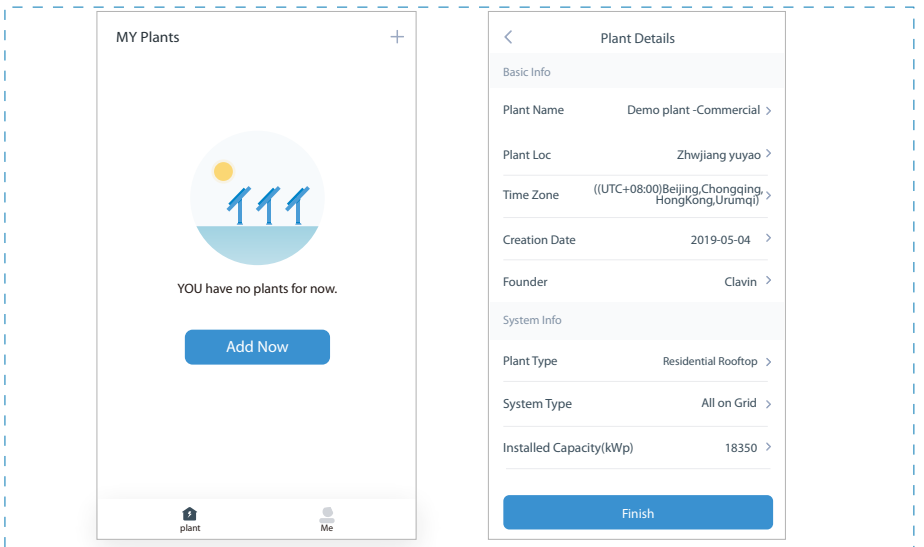 MY Plants
YOU have no plants for now.
Add Now
plant
Me
Plant Details
Basic Info
Plant Name Demo plant -Commercial
Plant Loc Zhwjiang yuyao
Time Zone ((UTC+08:00)Beijing,Chongqing,
HongKong,Urumqi)
Creation Date 2019-05-04
Founder Clavin
System Info
Plant Type Residential Rooftop
System Type All on Grid
Installed Capacity(kWp) 18350
Finish